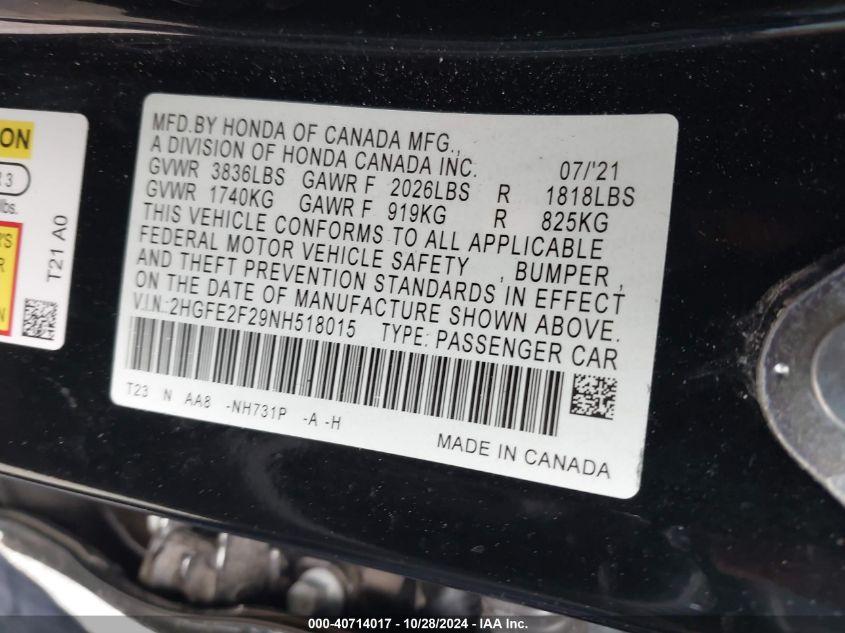 ON
R3
lbs.
R'S
R
T21 A0
MFD.BY HONDA OF CANADA MFG.,
A DIVISION OF HONDA CANADA INC. 07/'21
GVWR 3836LBS GAWR F 2026LBS R 1818LBS
GVWR 1740KG GAWR F 919KG R 825KG
THIS VEHICLE CONFORMS TO ALL APPLICABLE
FEDERAL MOTOR VEHICLE SAFETY , BUMPER ,
AND THEFT PREVENTION STANDARDS IN EFFECT
ON THE DATE OF MANUFACTURE SHOWN ABOVE.
V.I.N.:2HGFE2F29NH518015 TYPE: PASSENGER CAR
T23 N AA8 -NH731P -A -H
MADE IN CANADA
000-40714017 - 10/28/2024 - IAA Inc.